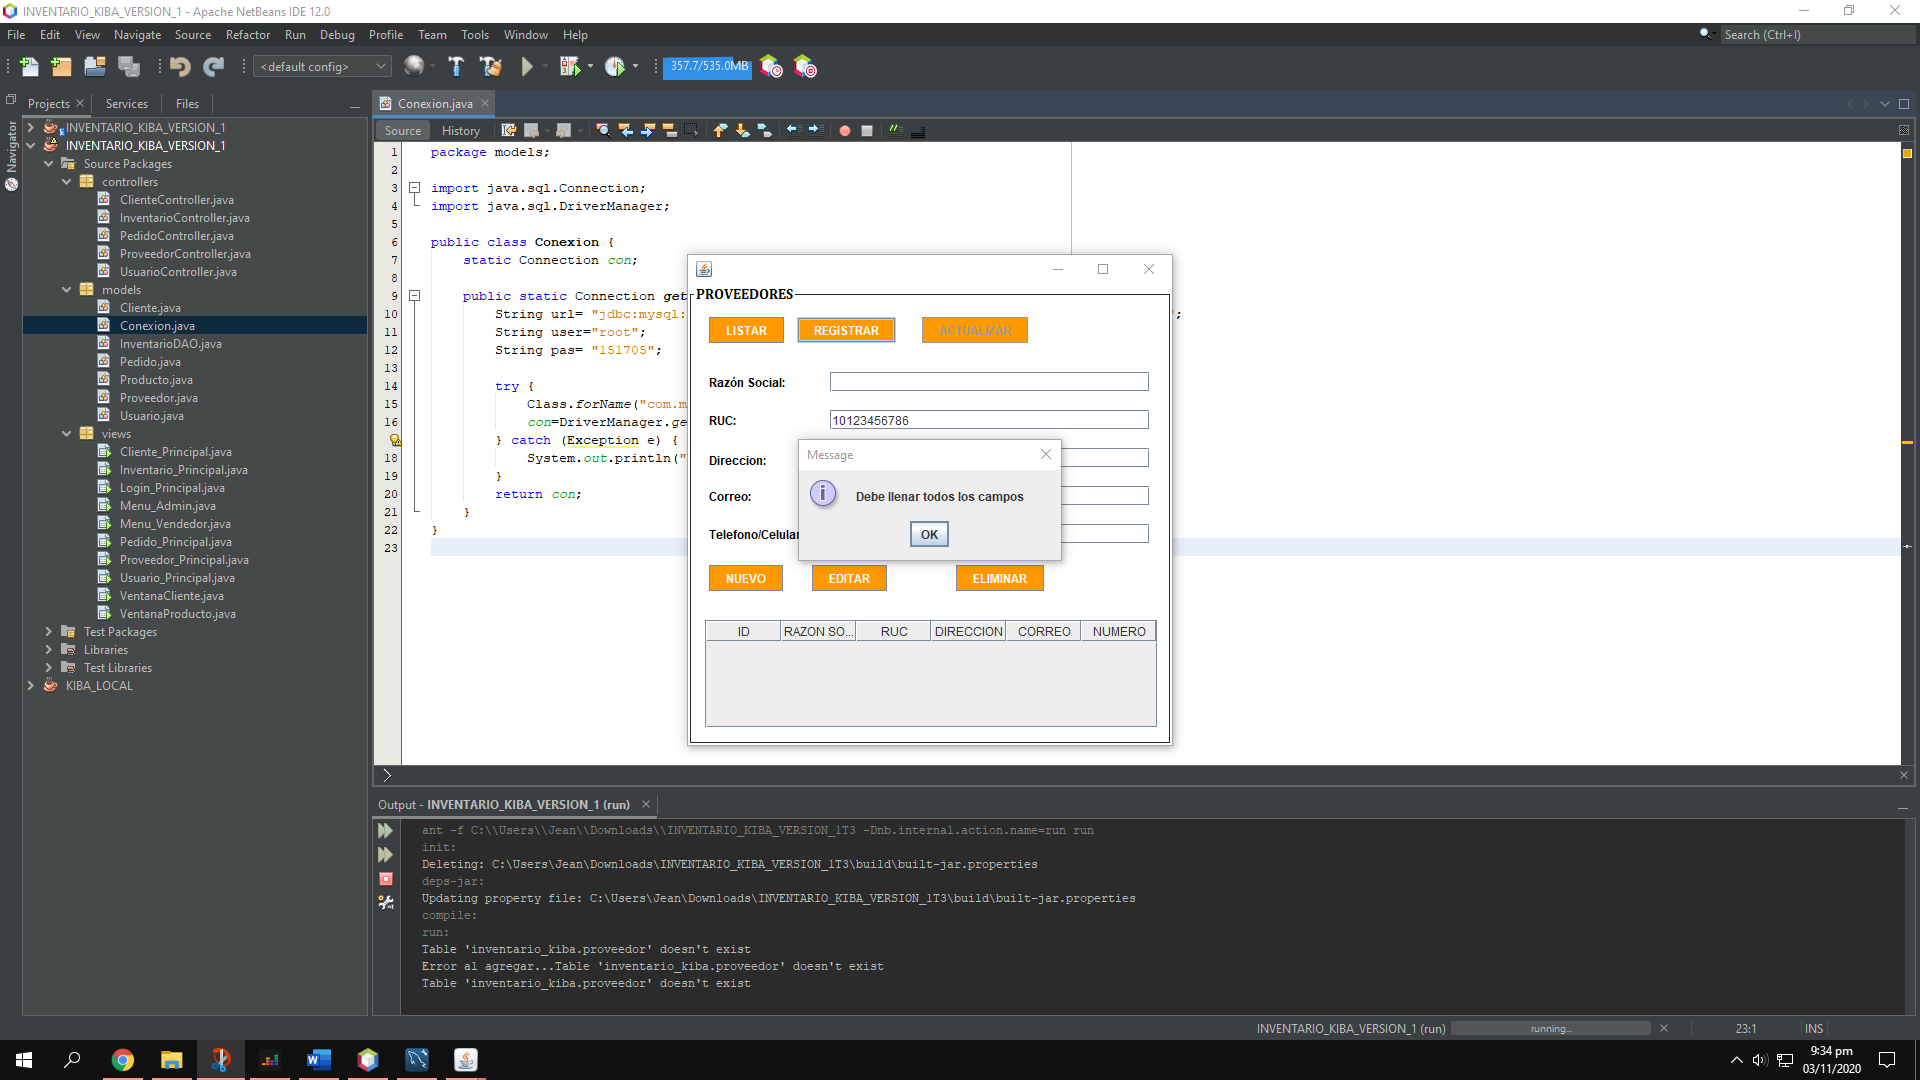 INVENTARIO_KIBA_VERSION_1 - Apache NetBeans IDE 12.0
File Edit View Navigate Source Refactor Run Debug Profile Team Tools Window Help
Search (Ctrl+I)
<default config>
357.7/535.0MB
Projects Services Files
Navigator
INVENTARIO_KIBA_VERSION_1
INVENTARIO_KIBA_VERSION_1
Source Packages
controllers
ClienteController.java
InventarioController.java
PedidoController.java
ProveedorController.java
UsuarioController.java
models
Cliente.java
Conexion.java
InventarioDAO.java
Pedido.java
Producto.java
Proveedor.java
Usuario.java
views
Cliente_Principal.java
Inventario_Principal.java
Login_Principal.java
Menu_Admin.java
Menu_Vendedor.java
Pedido_Principal.java
Proveedor_Principal.java
Usuario_Principal.java
VentanaCliente.java
VentanaProducto.java
Test Packages
Libraries
Test Libraries
KIBA_LOCAL
Conexion.java
Source History
1 package models;
2
3 import java.sql.Connection;
4 import java.sql.DriverManager;
5
6 public class Conexion {
7 static Connection con;
8
9 public static Connection get
10 String url= "jdbc:mysql: ;
11 String user="root";
12 String pas= "151705";
13
14 try {
15 Class.forName("com.m
16 con=DriverManager.ge
} catch (Exception e) {
18 System.out.println("
19 }
20 return con;
21 }
22 }
23
PROVEEDORES
LISTAR REGISTRAR ACTUALIZAR
Razón Social:
RUC: 10123456786
Direccion:
Correo:
Telefono/Celular
Message
Debe llenar todos los campos
OK
NUEVO EDITAR ELIMINAR
ID RAZON SO... RUC DIRECCION CORREO NUMERO
Output - INVENTARIO_KIBA_VERSION_1 (run)
ant -f C:\\Users\\Jean\\Downloads\\INVENTARIO_KIBA_VERSION_1T3 -Dnb.internal.action.name=run run
init:
Deleting: C:\Users\Jean\Downloads\INVENTARIO_KIBA_VERSION_1T3\build\built-jar.properties
deps-jar:
Updating property file: C:\Users\Jean\Downloads\INVENTARIO_KIBA_VERSION_1T3\build\built-jar.properties
compile:
run:
Table 'inventario_kiba.proveedor' doesn't exist
Error al agregar...Table 'inventario_kiba.proveedor' doesn't exist
Table 'inventario_kiba.proveedor' doesn't exist
INVENTARIO_KIBA_VERSION_1 (run) running... 23:1 INS
9:34 pm
03/11/2020